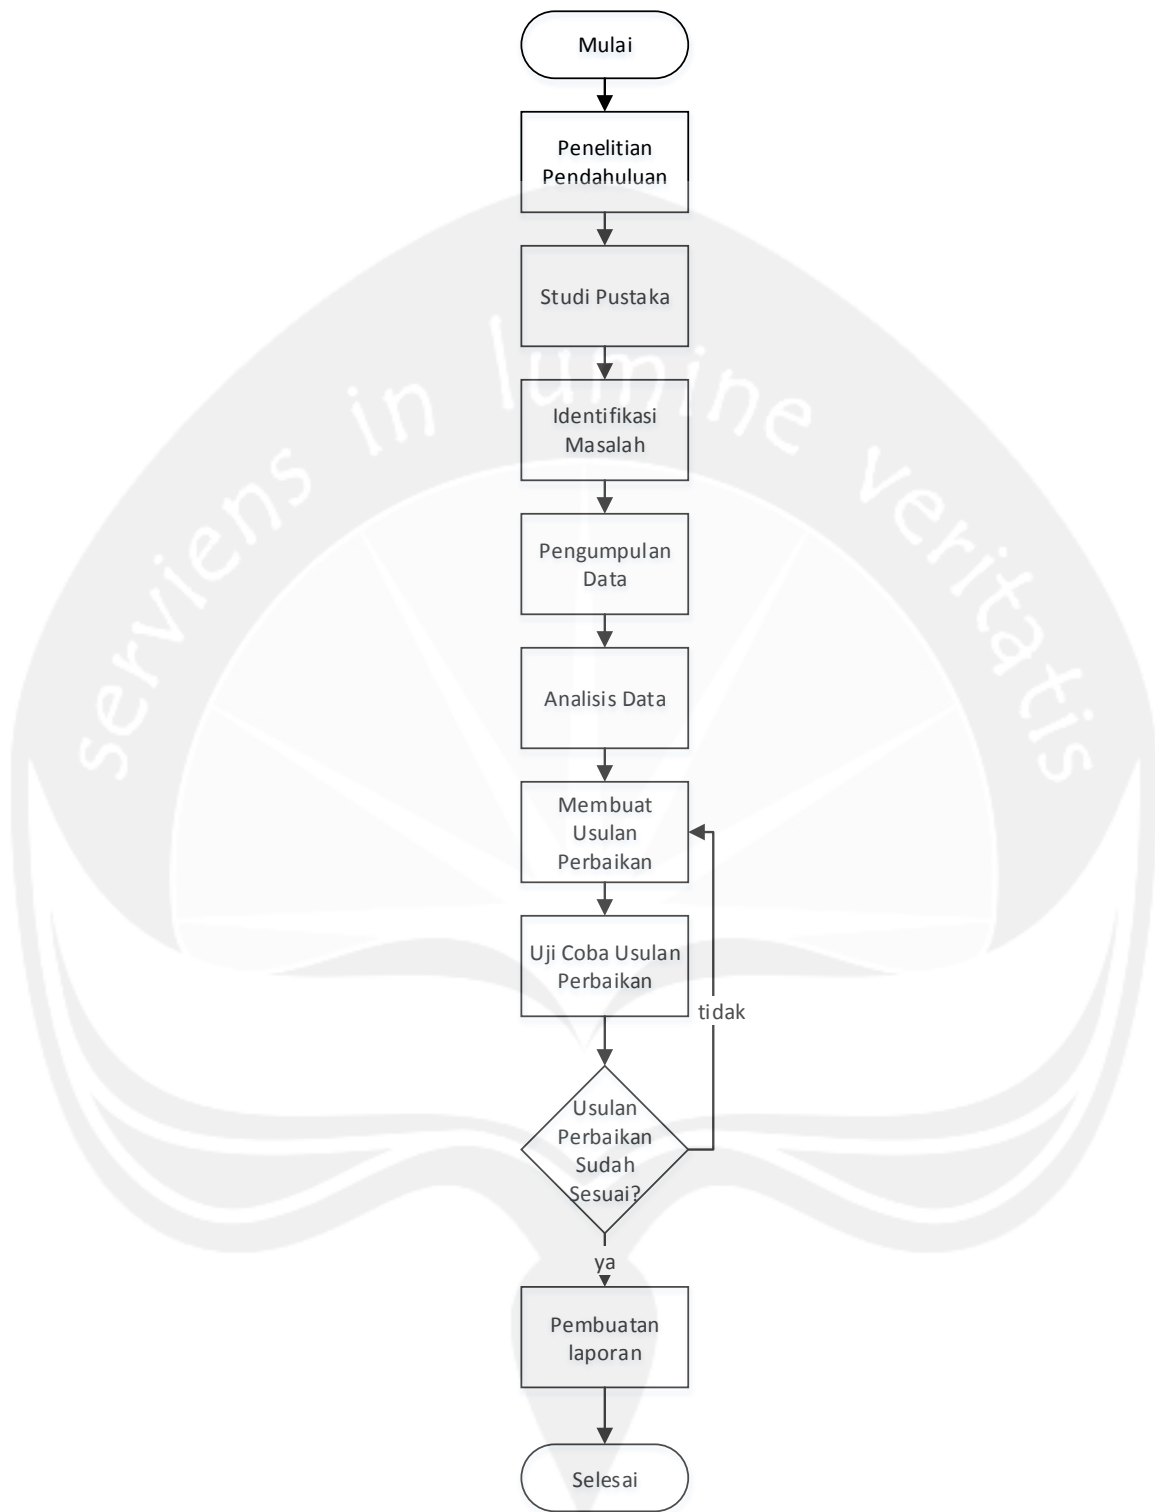 Mulai
Penelitian
Pendahuluan
Studi Pustaka
Identifikasi
Masalah
Pengumpulan
Data
Analisis Data
Membuat
Usulan
Perbaikan
Uji Coba Usulan
Perbaikan
tidak
Usulan
Perbaikan
Sudah
Sesuai?
ya
Pembuatan
laporan
Selesai
serviens in lumine veritatis